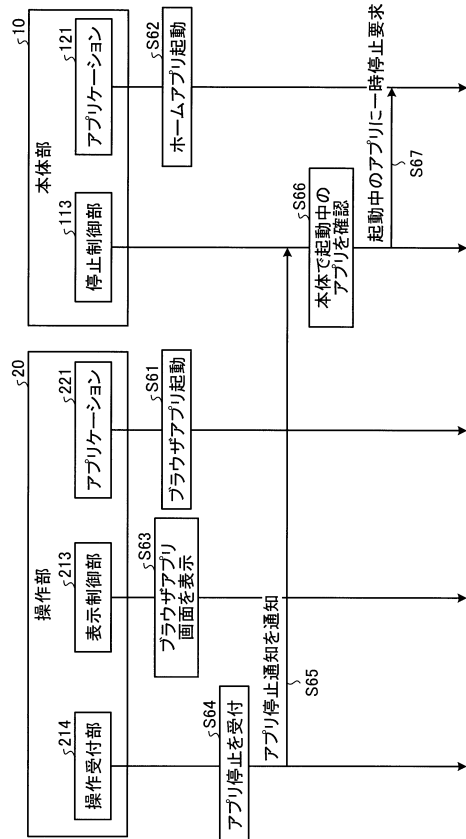 操作部
20
操作受付部
214
表示制御部
213
アプリケーション
221
本体部
10
停止制御部
113
アプリケーション
121
ブラウザアプリ起動
S61
ホームアプリ起動
S62
ブラウザアプリ
画面を表示
S63
アプリ停止を受付
S64
アプリ停止通知を通知
S65
本体で起動中の
アプリを確認
S66
起動中のアプリに一時停止要求
S67